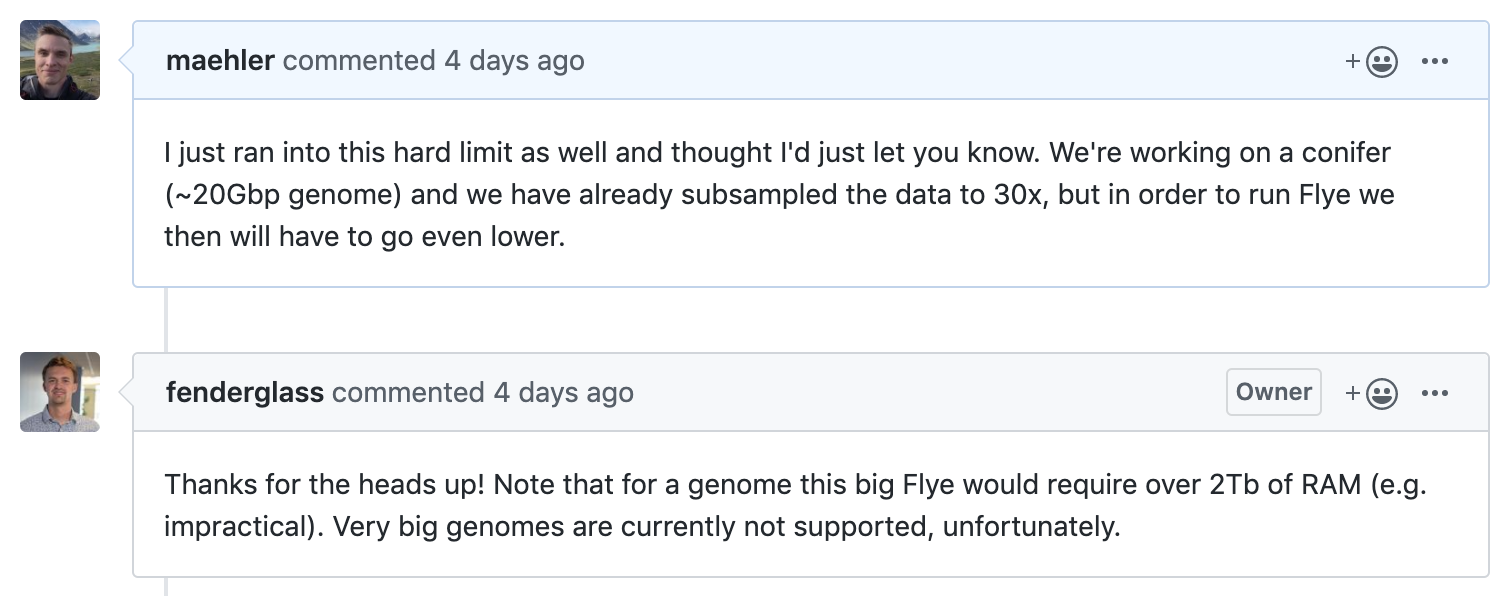 maehler commented 4 days ago
I just ran into this hard limit as well and thought I'd just let you know. We're working on a conifer
(~20Gbp genome) and we have already subsampled the data to 30x, but in order to run Flye we
then will have to go even lower.
fenderglass commented 4 days ago Owner
Thanks for the heads up! Note that for a genome this big Flye would require over 2Tb of RAM (e.g.
impractical). Very big genomes are currently not supported, unfortunately.